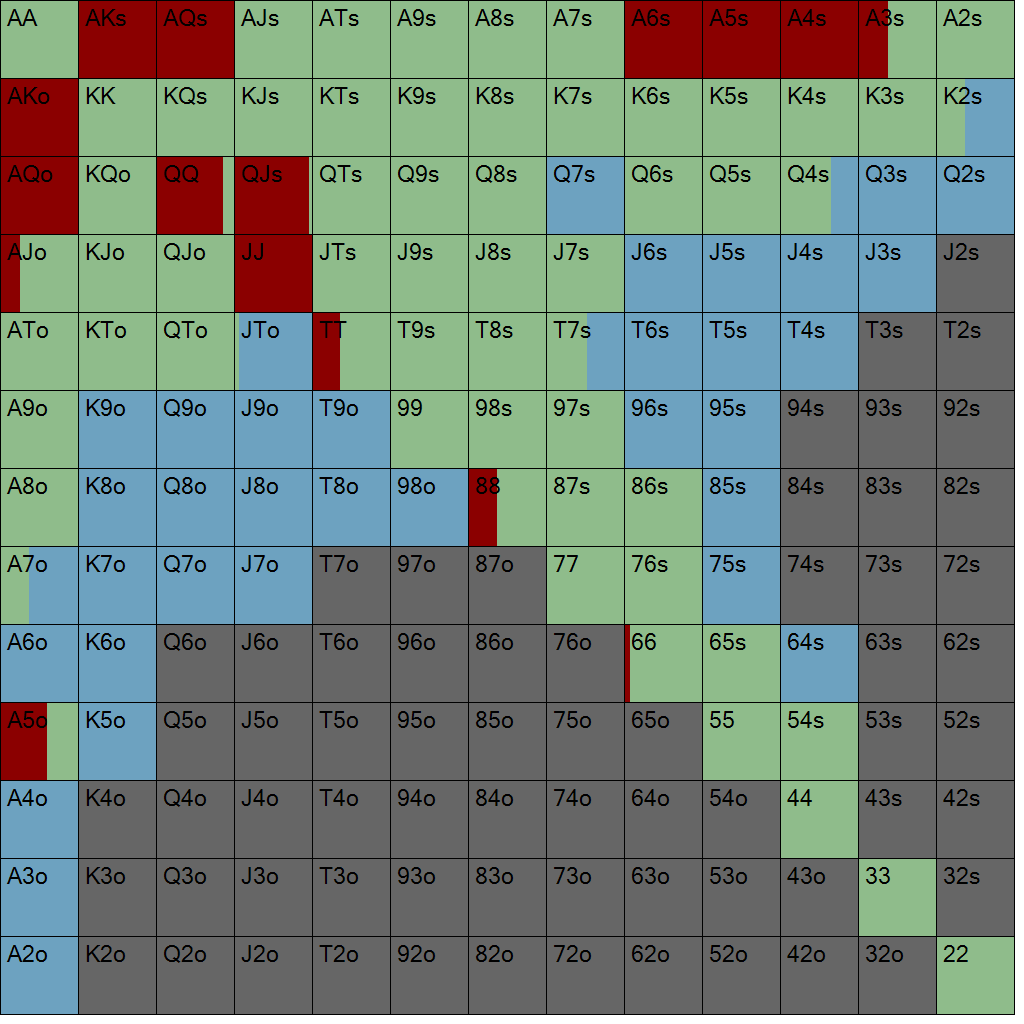 AA AKs AQs AJs ATs A9s A8s A7s A6s A5s A4s A3s A2s
AKo KK KQs KJs KTs K9s K8s K7s K6s K5s K4s K3s K2s
AQo KQo QQ QJs QTs Q9s Q8s Q7s Q6s Q5s Q4s Q3s Q2s
AJo KJo QJo JJ JTs J9s J8s J7s J6s J5s J4s J3s J2s
ATo KTo QTo JTo TT T9s T8s T7s T6s T5s T4s T3s T2s
A9o K9o Q9o J9o T9o 99 98s 97s 96s 95s 94s 93s 92s
A8o K8o Q8o J8o T8o 98o 88 87s 86s 85s 84s 83s 82s
A7o K7o Q7o J7o T7o 97o 87o 77 76s 75s 74s 73s 72s
A6o K6o Q6o J6o T6o 96o 86o 76o 66 65s 64s 63s 62s
A5o K5o Q5o J5o T5o 95o 85o 75o 65o 55 54s 53s 52s
A4o K4o Q4o J4o T4o 94o 84o 74o 64o 54o 44 43s 42s
A3o K3o Q3o J3o T3o 93o 83o 73o 63o 53o 43o 33 32s
A2o K2o Q2o J2o T2o 92o 82o 72o 62o 52o 42o 32o 22